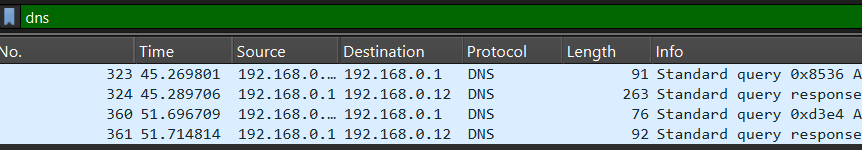 dns
No. Time Source Destination Protocol Length Info
323 45.269801 192.168.0.… 192.168.0.1 DNS 91 Standard query 0x8536 A
324 45.289706 192.168.0.1 192.168.0.12 DNS 263 Standard query response
360 51.696709 192.168.0.… 192.168.0.1 DNS 76 Standard query 0xd3e4 A
361 51.714814 192.168.0.1 192.168.0.12 DNS 92 Standard query response